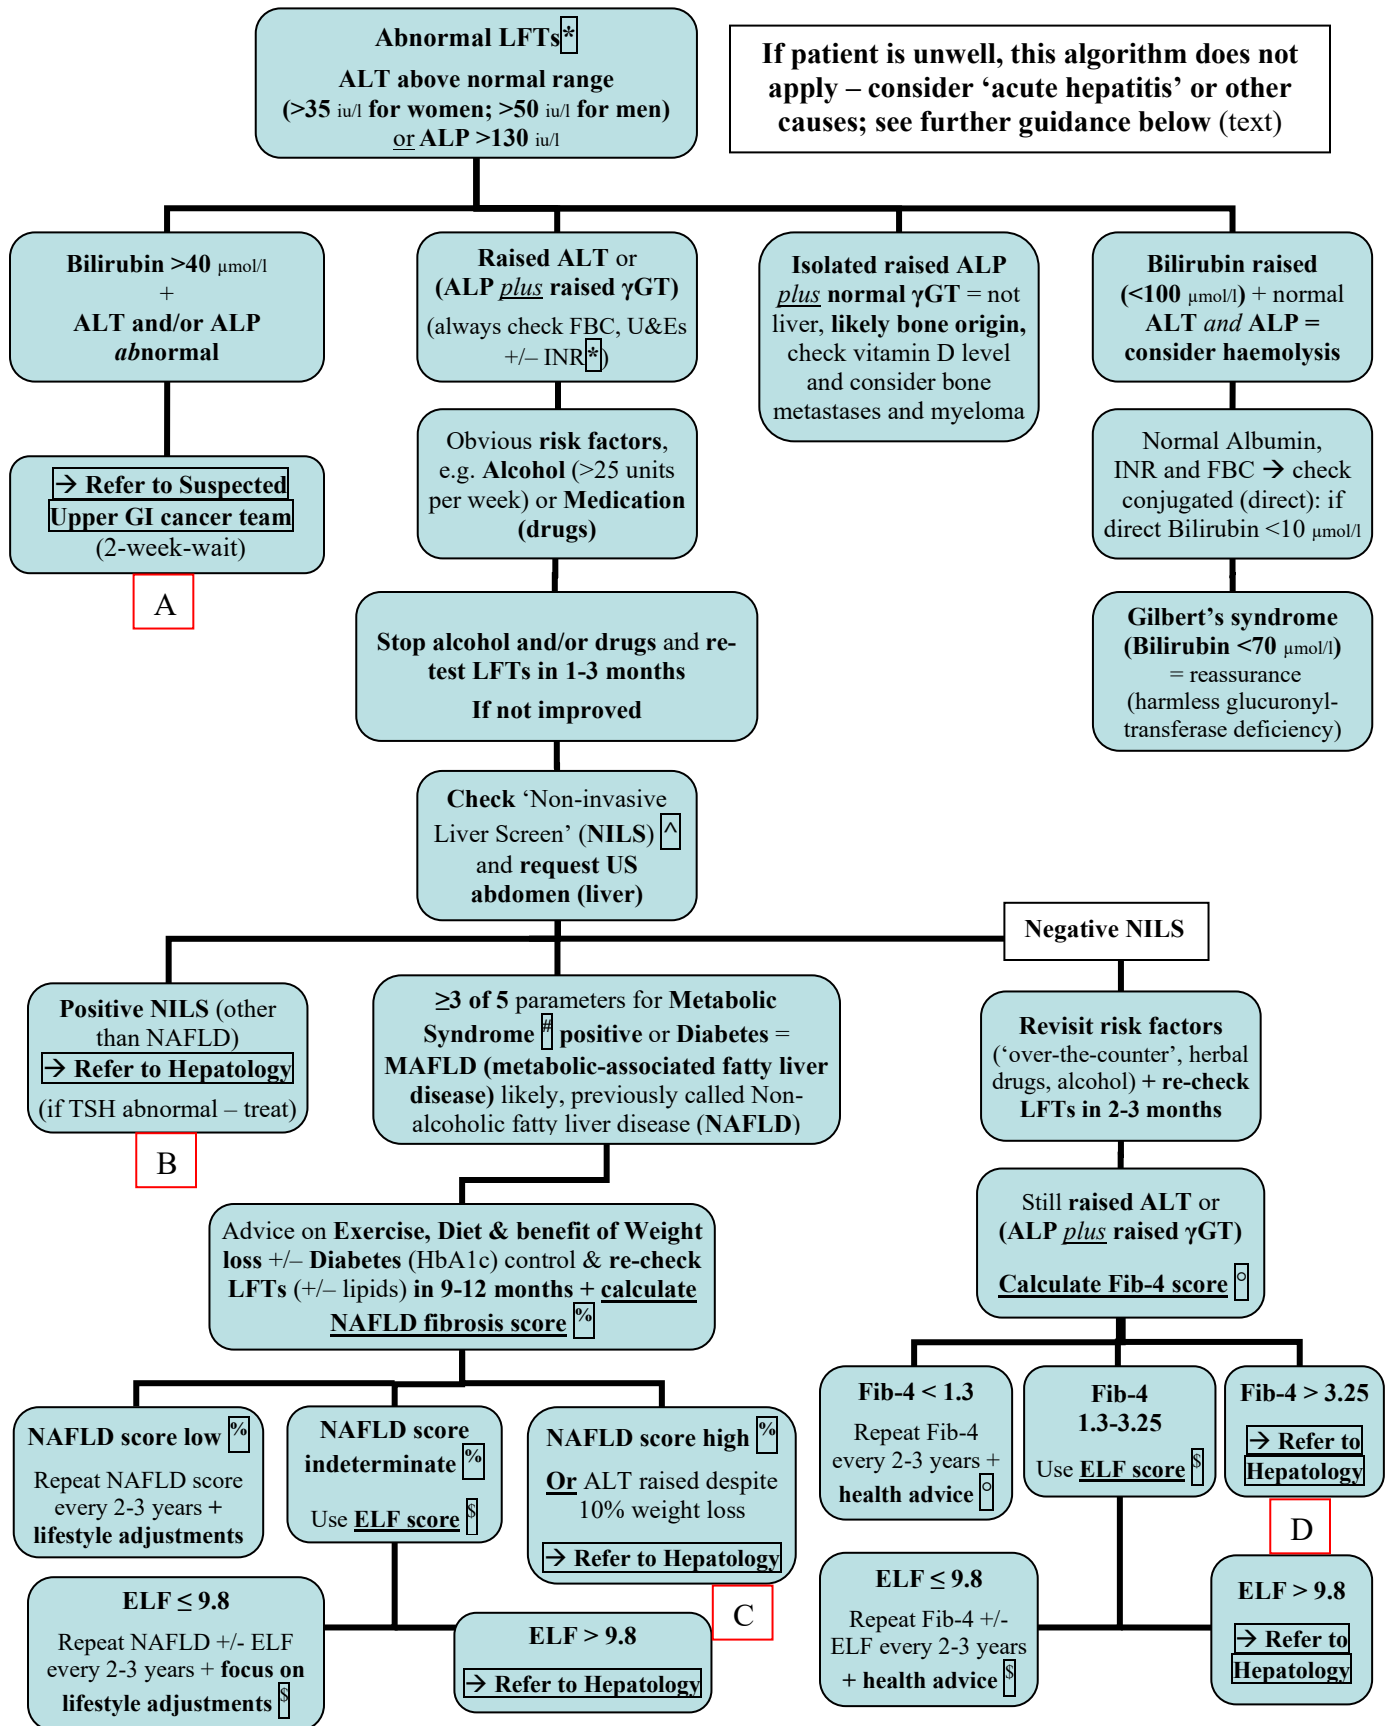 Abnormal LFTs*
ALT above normal range
(>35 iu/l for women; >50 iu/l for men)
or ALP >130 iu/l
If patient is unwell, this algorithm does not
apply – consider ‘acute hepatitis’ or other
causes; see further guidance below (text)
Bilirubin >40 µmol/l
+
ALT and/or ALP
abnormal
→ Refer to Suspected
Upper GI cancer team
(2-week-wait)
A
Raised ALT or
(ALP plus raised γGT)
(always check FBC, U&Es
+/– INR*)
Obvious risk factors,
e.g. Alcohol (>25 units
per week) or Medication
(drugs)
Stop alcohol and/or drugs and re-
test LFTs in 1-3 months
If not improved
Check ‘Non-invasive
Liver Screen’ (NILS) ^
and request US
abdomen (liver)
Isolated raised ALP
plus normal γGT = not
liver, likely bone origin,
check vitamin D level
and consider bone
metastases and myeloma
Bilirubin raised
(<100 µmol/l) + normal
ALT and ALP =
consider haemolysis
Normal Albumin,
INR and FBC → check
conjugated (direct): if
direct Bilirubin <10 µmol/l
Gilbert’s syndrome
(Bilirubin <70 µmol/l)
= reassurance
(harmless glucuronyl-
transferase deficiency)
Negative NILS
Positive NILS (other
than NAFLD)
→ Refer to Hepatology
(if TSH abnormal – treat)
B
≥3 of 5 parameters for Metabolic
Syndrome # positive or Diabetes =
MAFLD (metabolic-associated fatty liver
disease) likely, previously called Non-
alcoholic fatty liver disease (NAFLD)
Revisit risk factors
(‘over-the-counter’, herbal
drugs, alcohol) + re-check
LFTs in 2-3 months
Still raised ALT or
(ALP plus raised γGT)
Calculate Fib-4 score °
Advice on Exercise, Diet & benefit of Weight
loss +/– Diabetes (HbA1c) control & re-check
LFTs (+/– lipids) in 9-12 months + calculate
NAFLD fibrosis score %
NAFLD score low %
Repeat NAFLD score
every 2-3 years +
lifestyle adjustments
NAFLD score
indeterminate %
Use ELF score $
NAFLD score high %
Or ALT raised despite
10% weight loss
→ Refer to Hepatology
C
ELF ≤ 9.8
Repeat NAFLD +/- ELF
every 2-3 years + focus on
lifestyle adjustments $
ELF > 9.8
→ Refer to Hepatology
Fib-4 < 1.3
Repeat Fib-4
every 2-3 years +
health advice °
Fib-4
1.3-3.25
Use ELF score $
Fib-4 > 3.25
→ Refer to
Hepatology
D
ELF ≤ 9.8
Repeat Fib-4 +/-
ELF every 2-3 years
+ health advice $
ELF > 9.8
→ Refer to
Hepatology